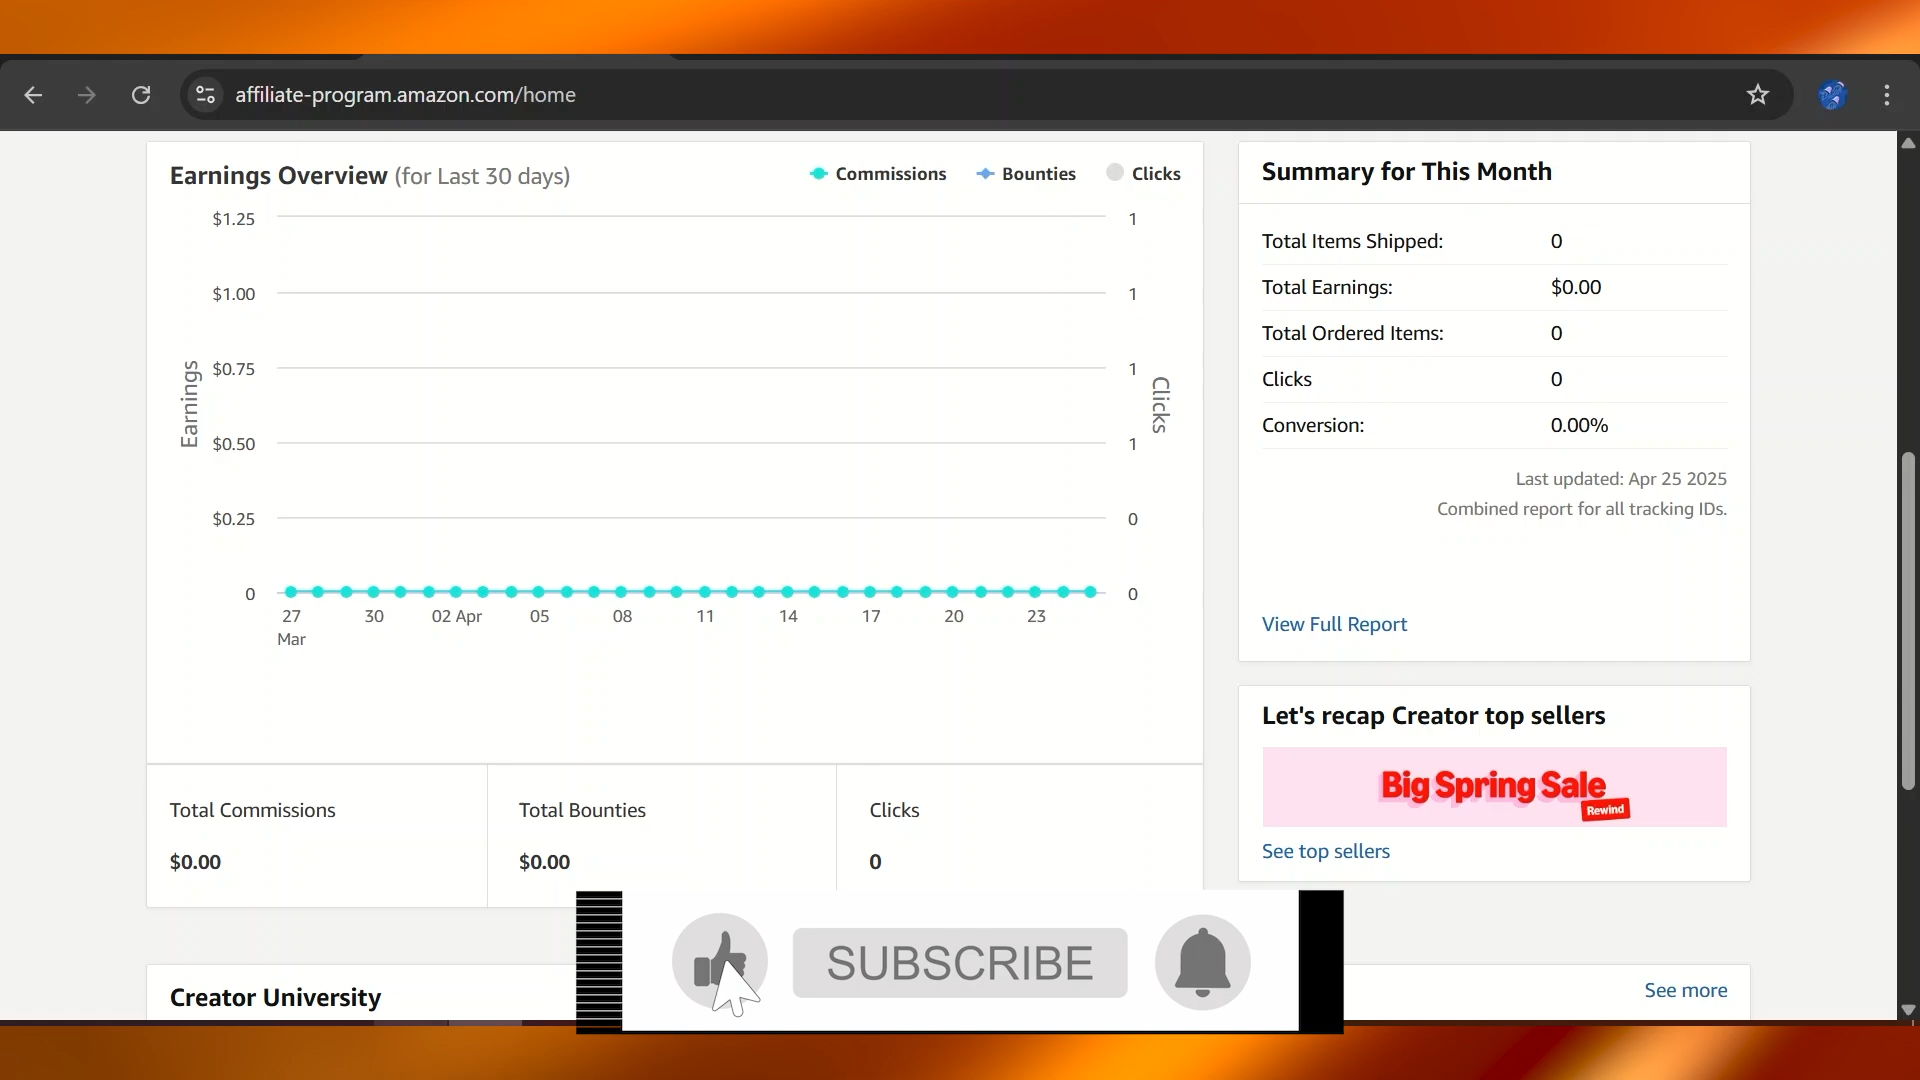 affiliate-program.amazon.com/home
Earnings Overview (for Last 30 days)
Commissions
Bounties
Clicks
$1.25
$1.00
$0.75
$0.50
$0.25
0
Earnings
1
1
1
1
0
0
Clicks
27 30 02 Apr 05 08 11 14 17 20 23
Mar
Total Commissions
$0.00
Total Bounties
$0.00
Clicks
0
Summary for This Month
Total Items Shipped: 0
Total Earnings: $0.00
Total Ordered Items: 0
Clicks 0
Conversion: 0.00%
Last updated: Apr 25 2025
Combined report for all tracking IDs.
View Full Report
Let's recap Creator top sellers
Big Spring Sale
Rewind
See top sellers
Creator University
See more
SUBSCRIBE